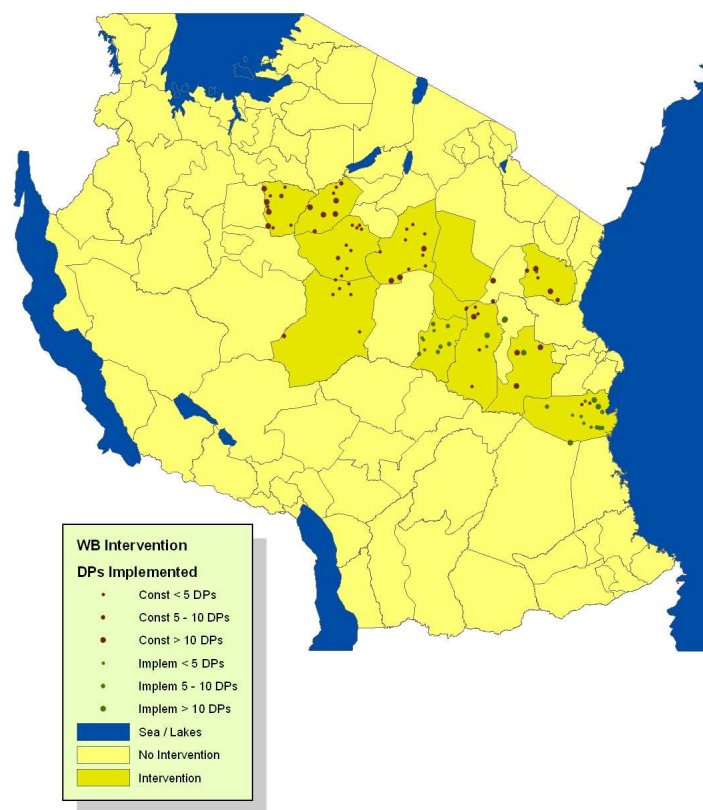 WB Intervention
DPs Implemented
Const < 5 DPs
Const 5 - 10 DPs
Const > 10 DPs
Implem < 5 DPs
Implem 5 - 10 DPs
Implem > 10 DPs
Sea / Lakes
No Intervention
Intervention